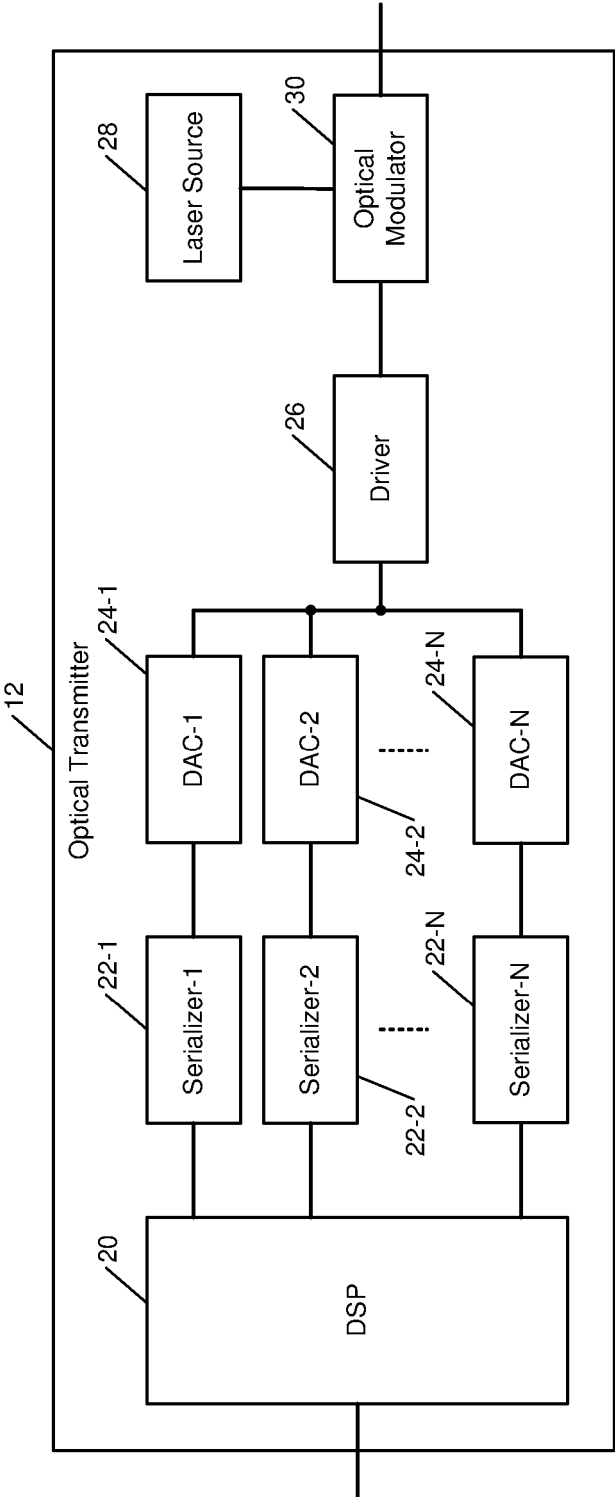 12
Optical Transmitter
20
DSP
22-1
Serializer-1
22-2
Serializer-2
22-N
Serializer-N
24-1
DAC-1
24-2
DAC-2
24-N
DAC-N
26
Driver
28
Laser Source
30
Optical
Modulator